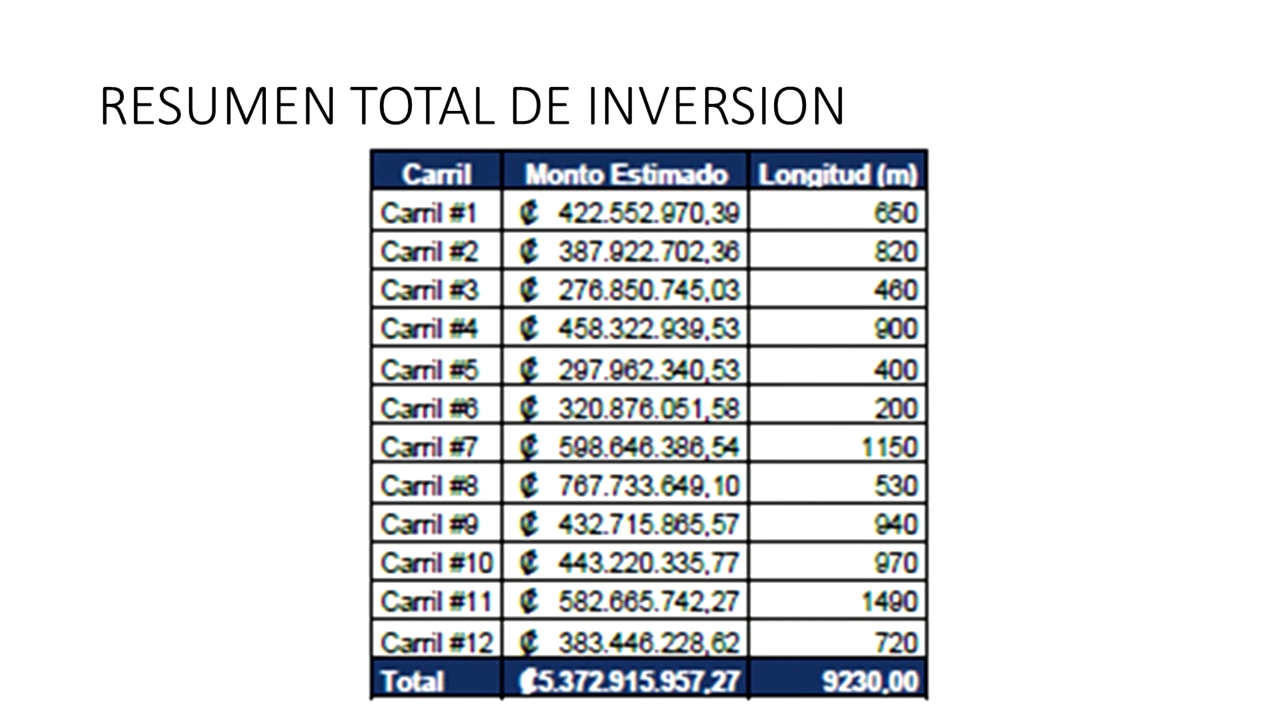 RESUMEN TOTAL DE INVERSION
Carril Monto Estimado Longitud (m)
Carril #1 ₡ 422.552.970,39 650
Carril #2 ₡ 387.922.702,36 820
Carril #3 ₡ 276.850.745,03 460
Carril #4 ₡ 458.322.939,53 900
Carril #5 ₡ 297.962.340,53 400
Carril #6 ₡ 320.876.051,58 200
Carril #7 ₡ 598.646.386,54 1150
Carril #8 ₡ 767.733.649,10 530
Carril #9 ₡ 432.715.865,57 940
Carril #10 ₡ 443.220.335,77 970
Carril #11 ₡ 582.665.742,27 1490
Carril #12 ₡ 383.446.228,62 720
Total ₡5.372.915.957,27 9230,00